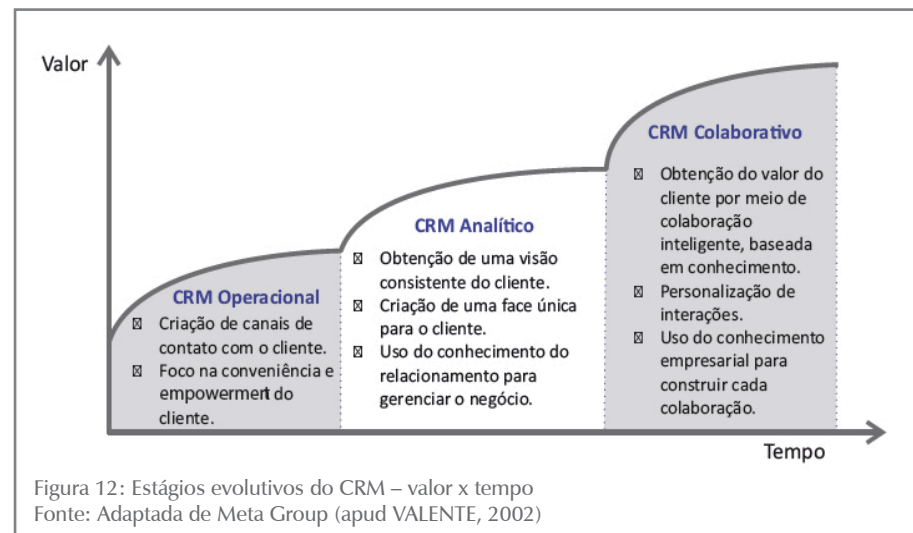 Valor
CRM Operacional
Criação de canais de
contato com o cliente.
Foco na conveniência e
empowerment do
cliente.
CRM Analítico
Obtenção de uma visão
consistente do cliente.
Criação de uma face única
para o cliente.
Uso do conhecimento do
relacionamento para
gerenciar o negócio.
CRM Colaborativo
Obtenção do valor do
cliente por meio de
colaboração
inteligente, baseada
em conhecimento.
Personalização de
interações.
Uso do conhecimento
empresarial para
construir cada
colaboração.
Tempo
Figura 12: Estágios evolutivos do CRM – valor x tempo
Fonte: Adaptada de Meta Group (apud VALENTE, 2002)